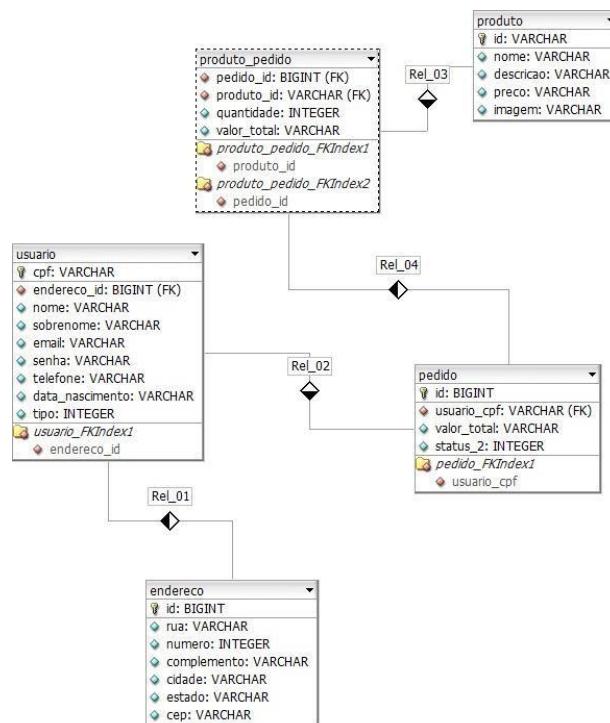 produto
id: VARCHAR
nome: VARCHAR
descricao: VARCHAR
preco: VARCHAR
imagem: VARCHAR
Rel_03
produto_pedido
pedido_id: BIGINT (FK)
produto_id: VARCHAR (FK)
quantidade: INTEGER
valor_total: VARCHAR
produto_pedido_FKIndex1
produto_id
produto_pedido_FKIndex2
pedido_id
Rel_04
usuario
cpf: VARCHAR
endereco_id: BIGINT (FK)
nome: VARCHAR
sobrenome: VARCHAR
email: VARCHAR
senha: VARCHAR
telefone: VARCHAR
data_nascimento: VARCHAR
tipo: INTEGER
usuario_FKIndex1
endereco_id
Rel_02
pedido
id: BIGINT
usuario_cpf: VARCHAR (FK)
valor_total: VARCHAR
status_2: INTEGER
pedido_FKIndex1
usuario_cpf
Rel_01
endereco
id: BIGINT
rua: VARCHAR
numero: INTEGER
complemento: VARCHAR
cidade: VARCHAR
estado: VARCHAR
cep: VARCHAR